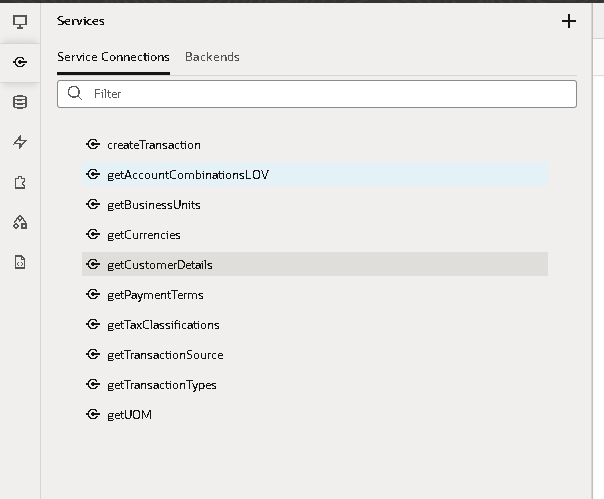 Services
Service Connections Backends
Filter
createTransaction
getAccountCombinationsLOV
getBusinessUnits
getCurrencies
getCustomerDetails
getPaymentTerms
getTaxClassifications
getTransactionSource
getTransactionTypes
getUOM